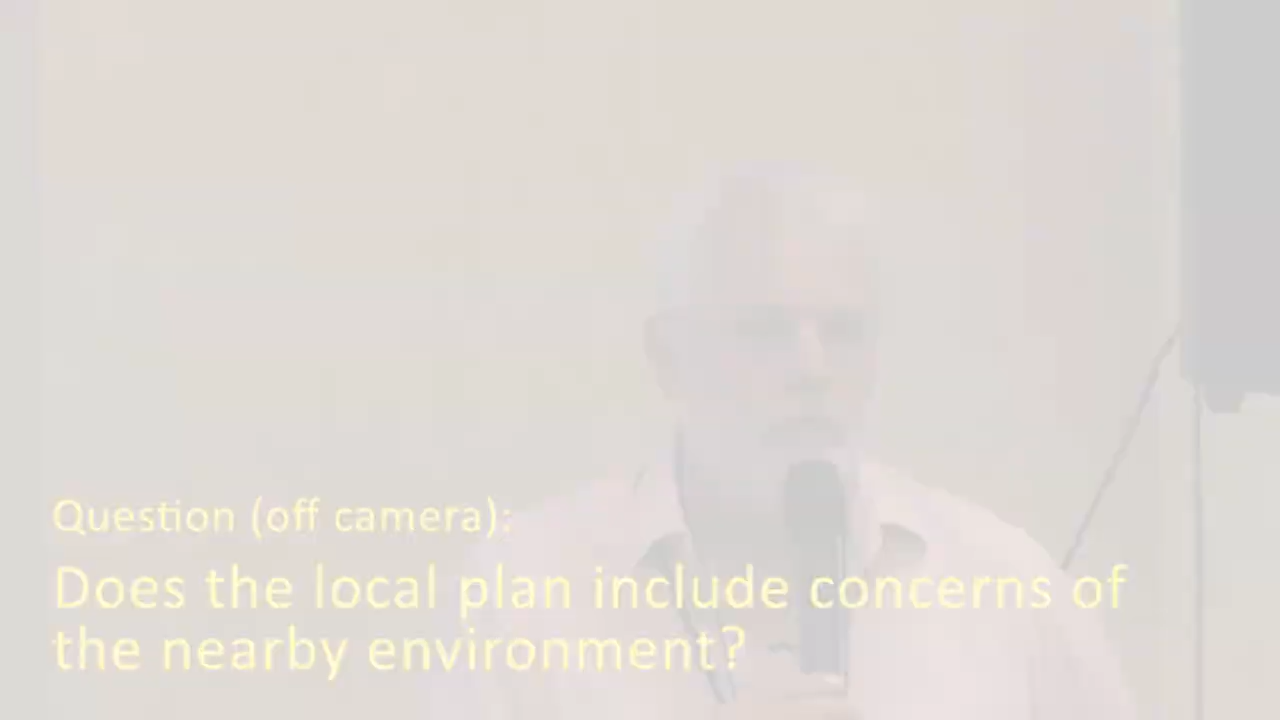 Question (off camera):
Does the local plan include concerns of
the nearby environment?